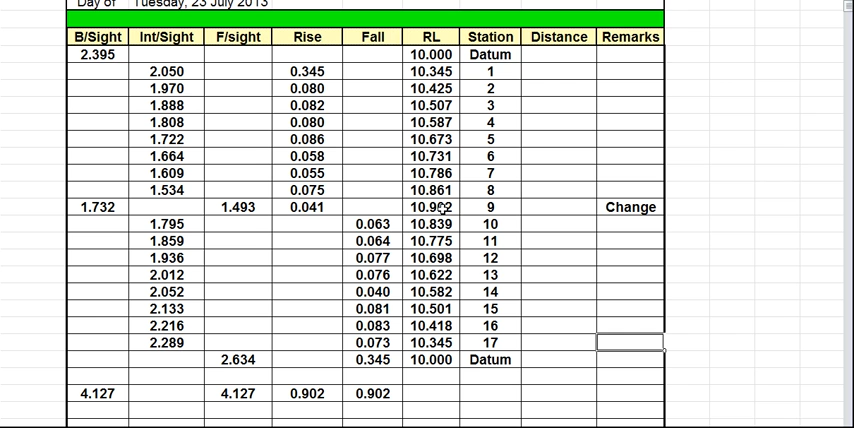 Day of Tuesday, 23 July 2013
B/Sight Int/Sight F/sight Rise Fall RL Station Distance Remarks
2.395 10.000 Datum
2.050 0.345 10.345 1
1.970 0.080 10.425 2
1.888 0.082 10.507 3
1.808 0.080 10.587 4
1.722 0.086 10.673 5
1.664 0.058 10.731 6
1.609 0.055 10.786 7
1.534 0.075 10.861 8
1.732 1.493 0.041 10.902 9 Change
1.795 0.063 10.839 10
1.859 0.064 10.775 11
1.936 0.077 10.698 12
2.012 0.076 10.622 13
2.052 0.040 10.582 14
2.133 0.081 10.501 15
2.216 0.083 10.418 16
2.289 0.073 10.345 17
2.634 0.345 10.000 Datum
4.127 4.127 0.902 0.902